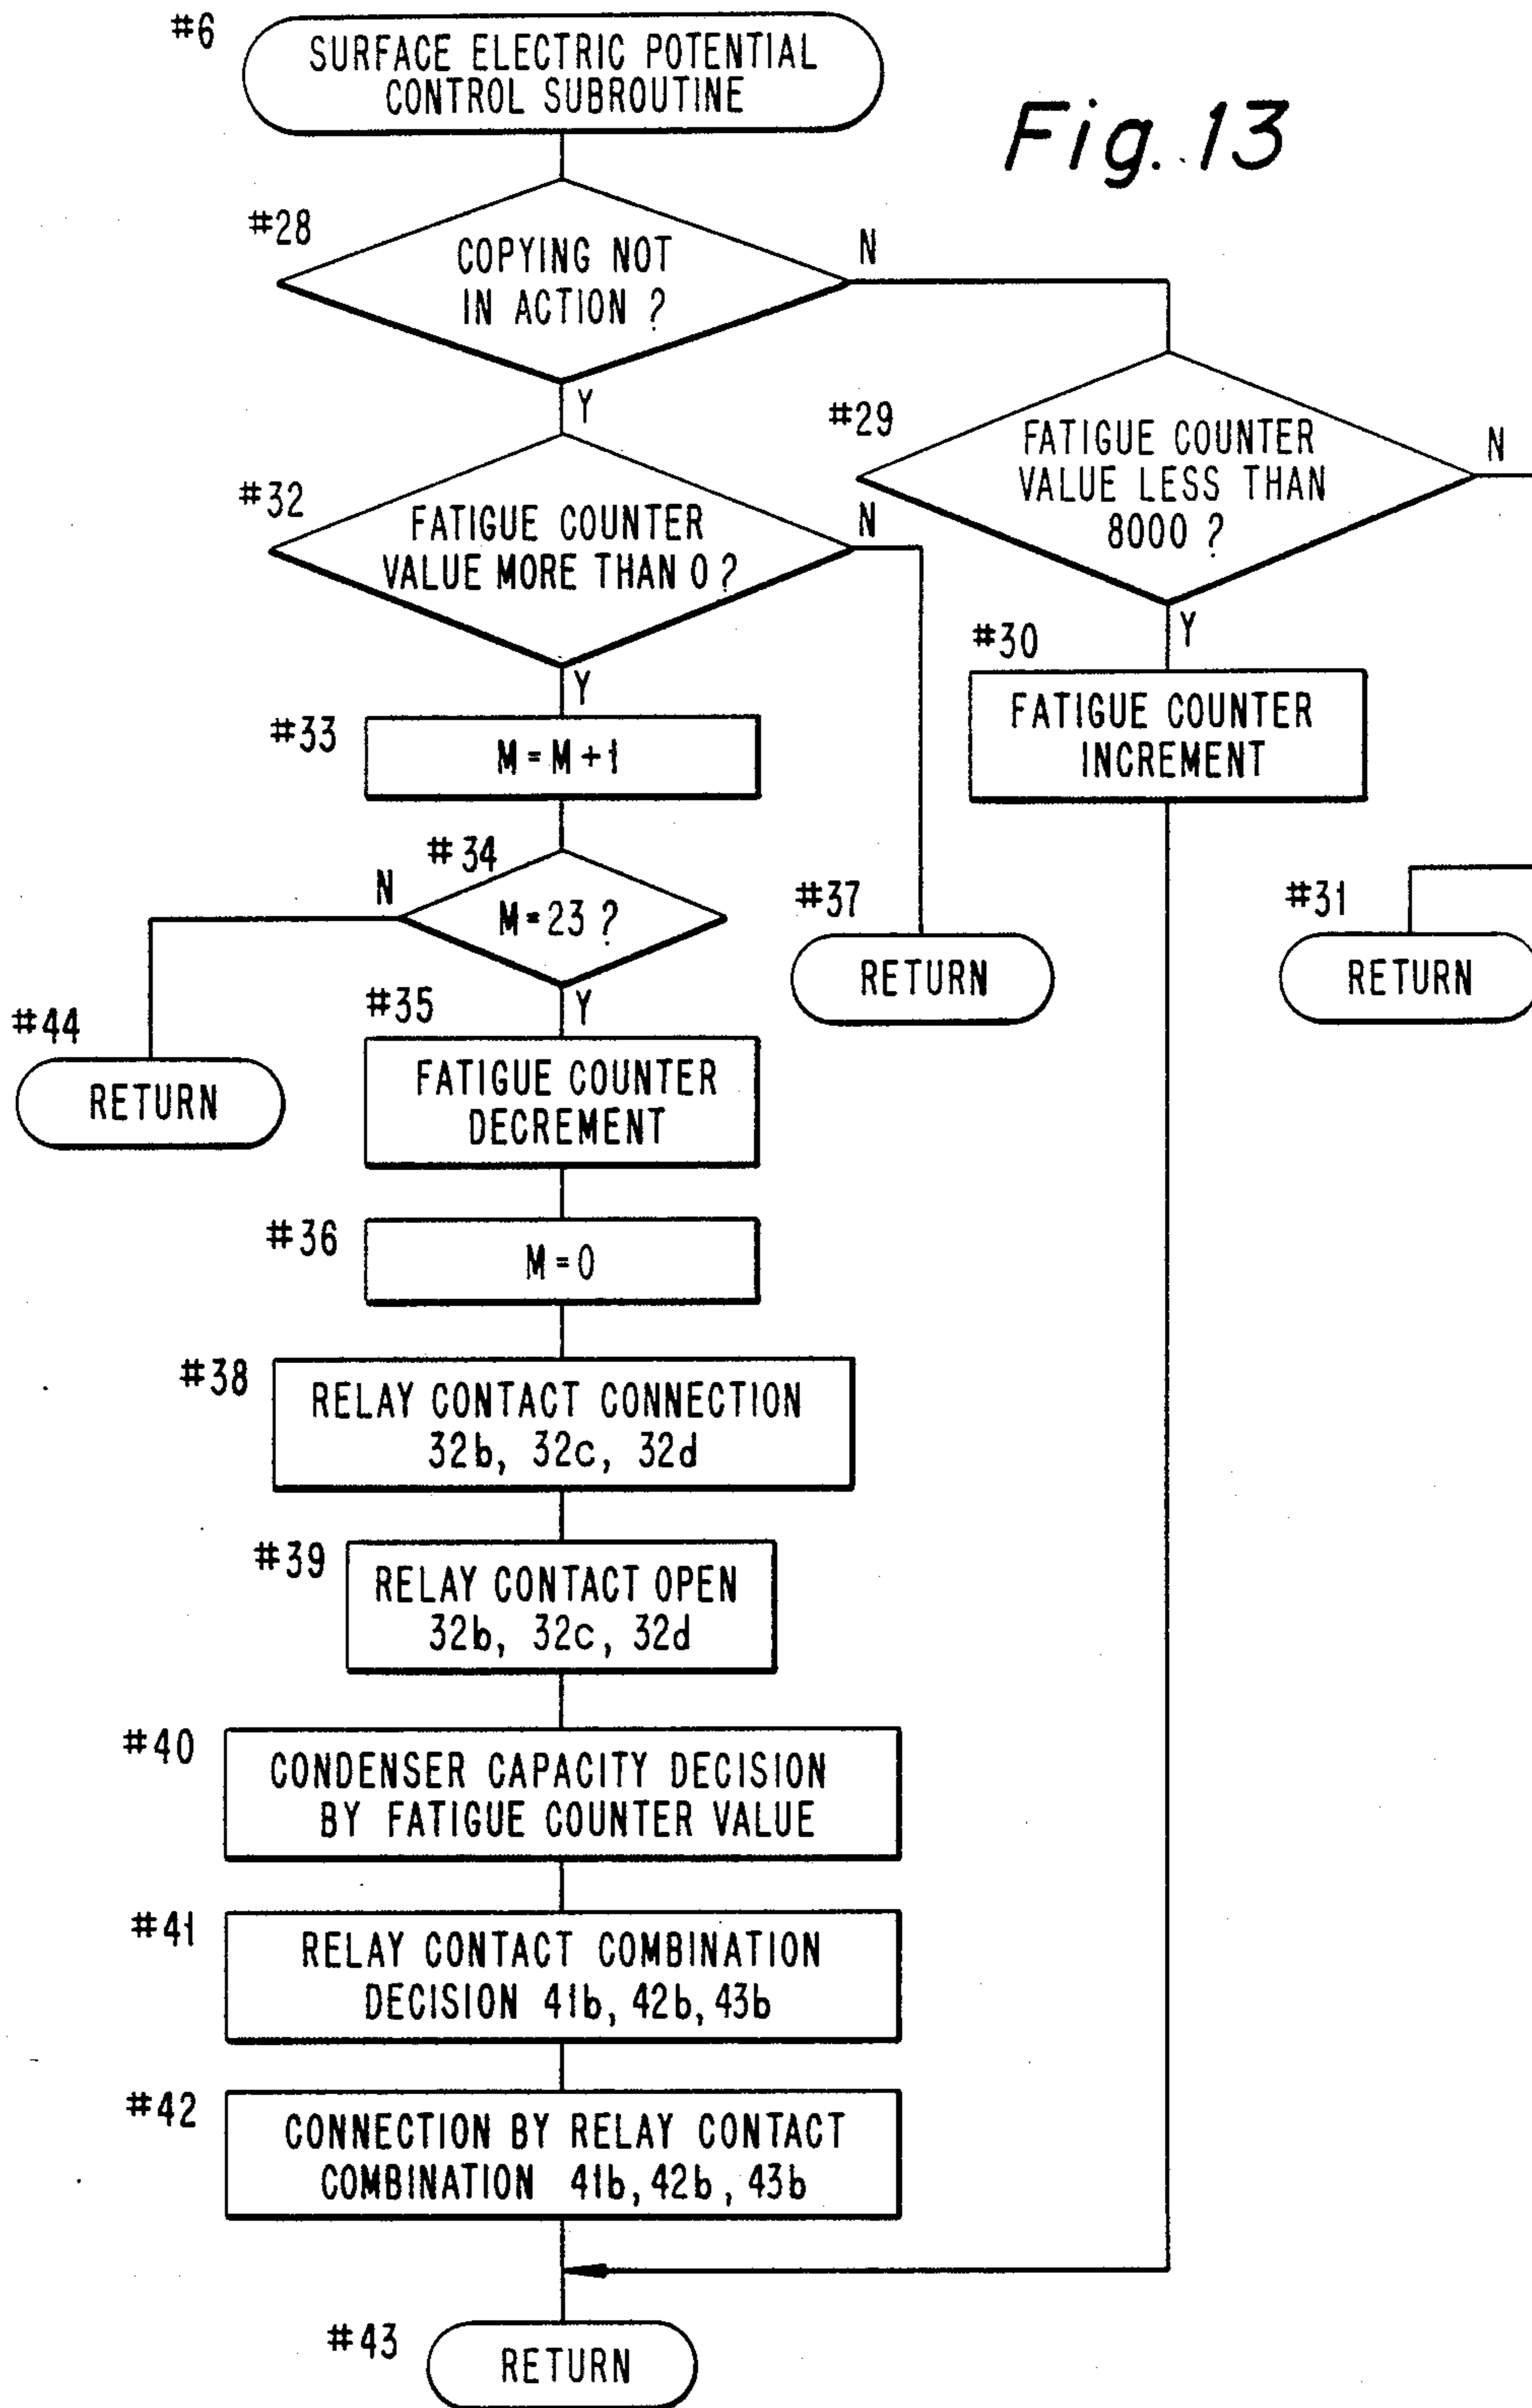 #6
SURFACE ELECTRIC POTENTIAL
CONTROL SUBROUTINE
Fig. 13
#28
COPYING NOT
IN ACTION ?
N
Y
#29
FATIGUE COUNTER
VALUE LESS THAN
8000 ?
N
Y
#32
FATIGUE COUNTER
VALUE MORE THAN 0 ?
N
Y
#30
FATIGUE COUNTER
INCREMENT
#33
M = M + 1
#34
M = 23 ?
N
Y
#37
RETURN
#31
RETURN
#44
RETURN
#35
FATIGUE COUNTER
DECREMENT
#36
M = 0
#38
RELAY CONTACT CONNECTION
32b, 32c, 32d
#39
RELAY CONTACT OPEN
32b, 32c, 32d
#40
CONDENSER CAPACITY DECISION
BY FATIGUE COUNTER VALUE
#41
RELAY CONTACT COMBINATION
DECISION 41b, 42b, 43b
#42
CONNECTION BY RELAY CONTACT
COMBINATION 41b, 42b, 43b
#43
RETURN